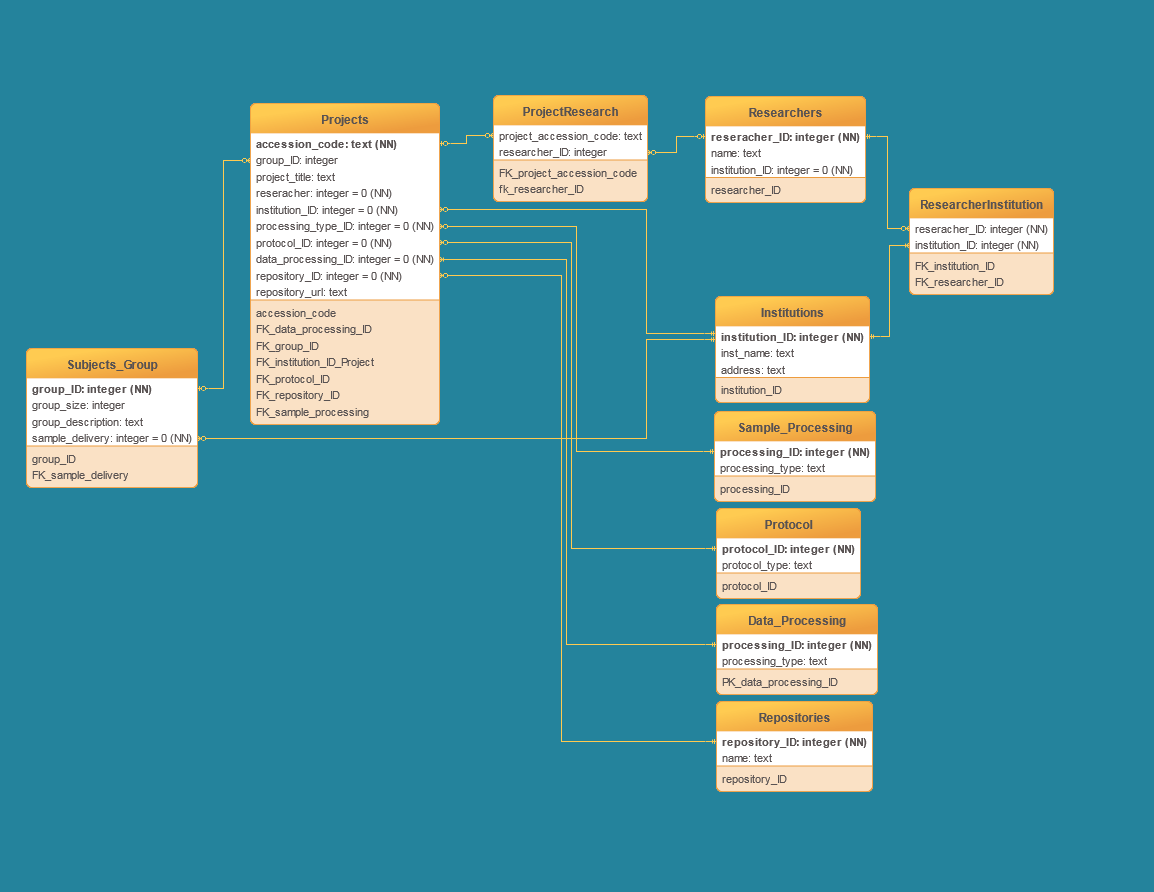 Projects
accession_code: text (NN)
group_ID: integer
project_title: text
reseracher: integer = 0 (NN)
institution_ID: integer = 0 (NN)
processing_type_ID: integer = 0 (NN)
protocol_ID: integer = 0 (NN)
data_processing_ID: integer = 0 (NN)
repository_ID: integer = 0 (NN)
repository_url: text
accession_code
FK_data_processing_ID
FK_group_ID
FK_institution_ID_Project
FK_protocol_ID
FK_repository_ID
FK_sample_processing
ProjectResearch
project_accession_code: text
researcher_ID: integer
FK_project_accession_code
fk_researcher_ID
Researchers
reseracher_ID: integer (NN)
name: text
institution_ID: integer = 0 (NN)
researcher_ID
ResearcherInstitution
reseracher_ID: integer (NN)
institution_ID: integer (NN)
FK_institution_ID
FK_researcher_ID
Subjects_Group
group_ID: integer (NN)
group_size: integer
group_description: text
sample_delivery: integer = 0 (NN)
group_ID
FK_sample_delivery
Institutions
institution_ID: integer (NN)
inst_name: text
address: text
institution_ID
Sample_Processing
processing_ID: integer (NN)
processing_type: text
processing_ID
Protocol
protocol_ID: integer (NN)
protocol_type: text
protocol_ID
Data_Processing
processing_ID: integer (NN)
processing_type: text
PK_data_processing_ID
Repositories
repository_ID: integer (NN)
name: text
repository_ID